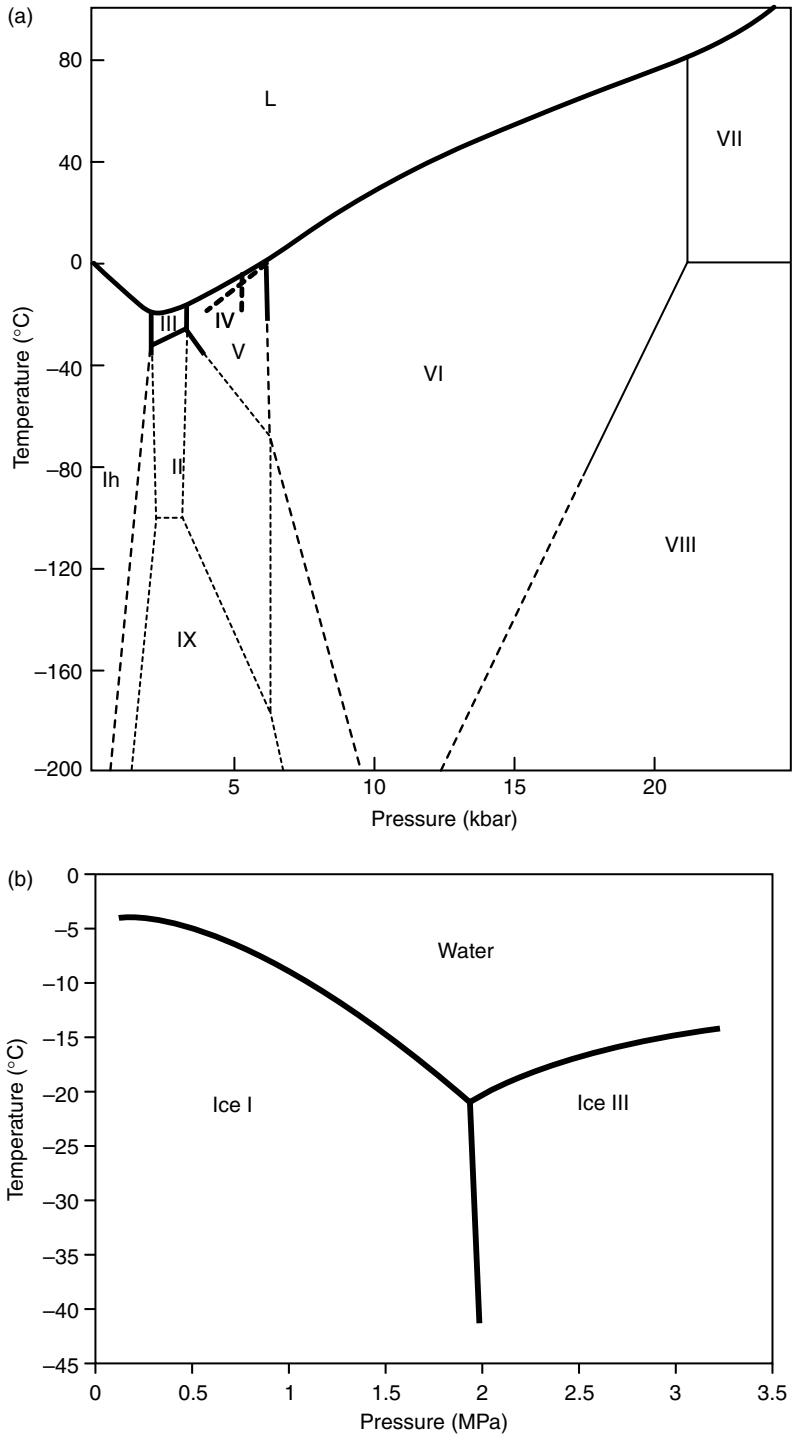 (a)
80
40
0
–40
–80
–120
–160
–200
Temperature (°C)
L
VII
III
IV
V
VI
Ih
II
VIII
IX
5
10
15
20
Pressure (kbar)
(b)
0
–5
–10
–15
–20
–25
–30
–35
–40
–45
Temperature (°C)
Water
Ice I
Ice III
0
0.5
1
1.5
2
2.5
3
3.5
Pressure (MPa)